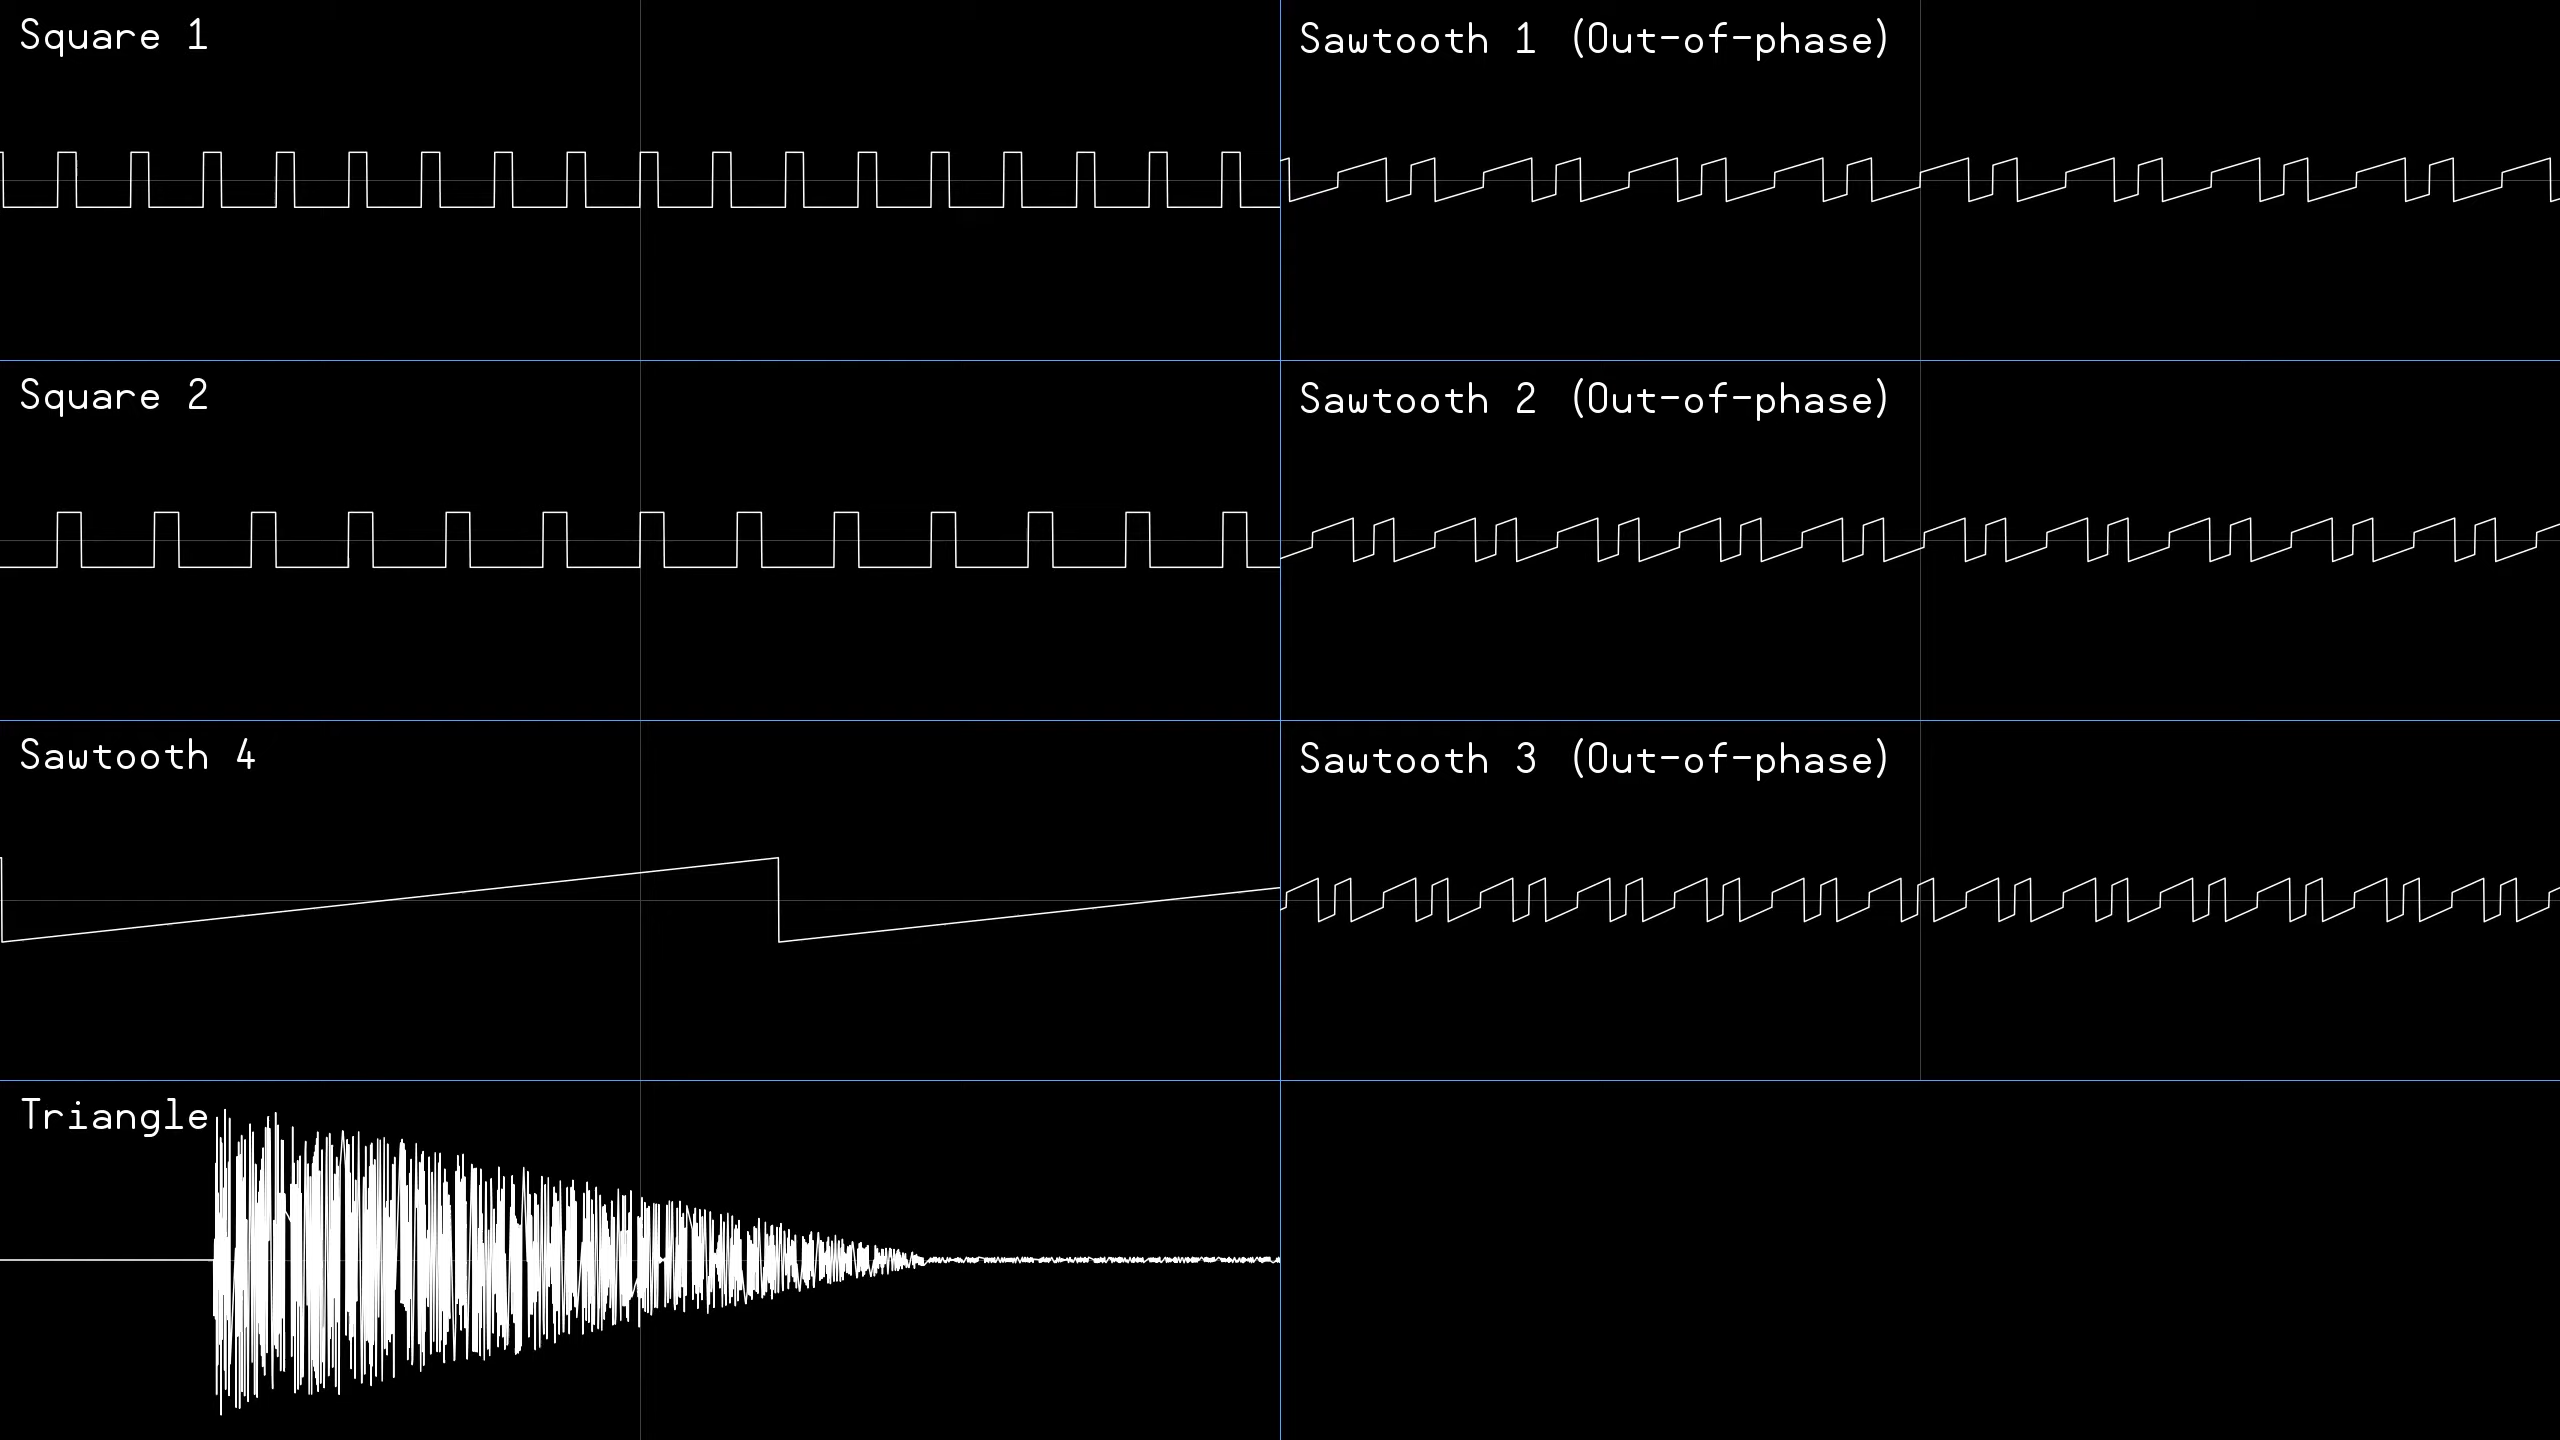 Square 1
Sawtooth 1 (Out-of-phase)
Square 2
Sawtooth 2 (Out-of-phase)
Sawtooth 4
Sawtooth 3 (Out-of-phase)
Triangle